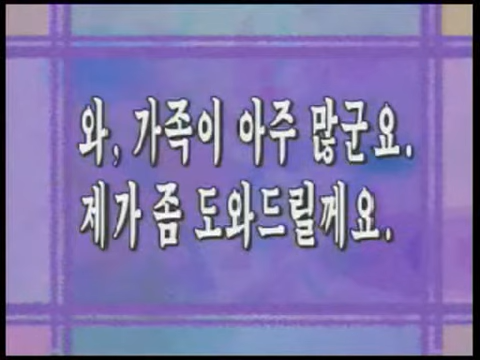 와, 가족이 아주 많군요.
제가 좀 도와드릴께요.